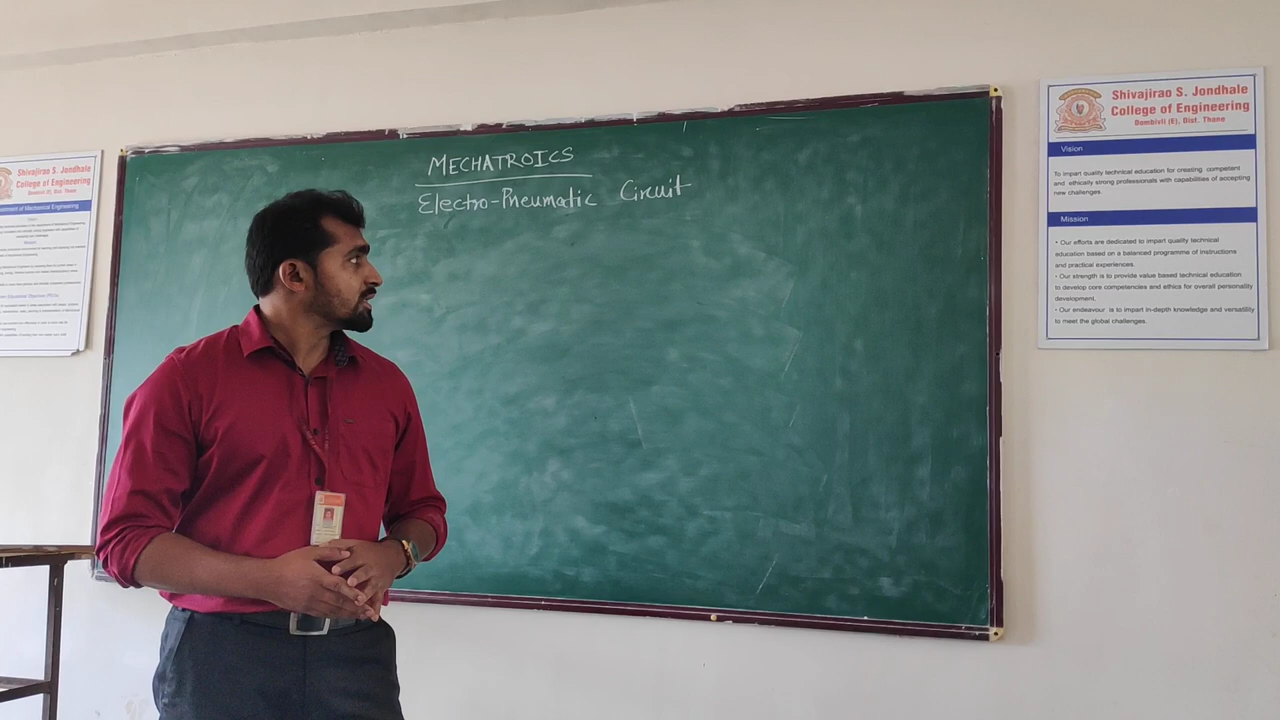 MECHATROICS
Electro-Pneumatic Circuit
Shivajirao S. Jondhale
College of Engineering
Dombivli (E), Dist. Thane
Vision
To impart quality technical education for creating competent
and ethically strong professionals with capabilities of accepting
new challenges.
Mission
• Our efforts are dedicated to impart quality technical
education based on a balanced programme of instructions
and practical experiences.
• Our strength is to provide value based technical education
to develop core competencies and ethics for overall personality
development.
• Our endeavour is to impart in-depth knowledge and versatility
to meet the global challenges.
Shivajirao S. Jondhale
College of Engineering
Dombivli (E), Dist. Thane
of Mechanical Engineering